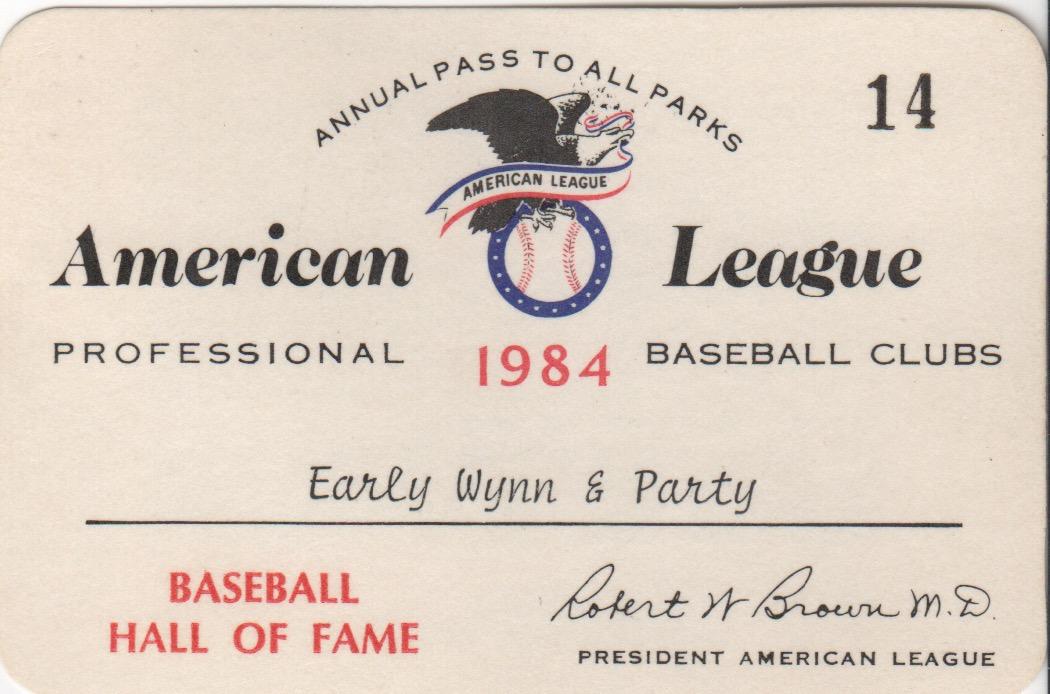 ANNUAL PASS TO ALL PARKS
14
AMERICAN LEAGUE
American League
PROFESSIONAL 1984 BASEBALL CLUBS
Early Wynn & Party
BASEBALL
HALL OF FAME
Robert W Brown M.D.
PRESIDENT AMERICAN LEAGUE